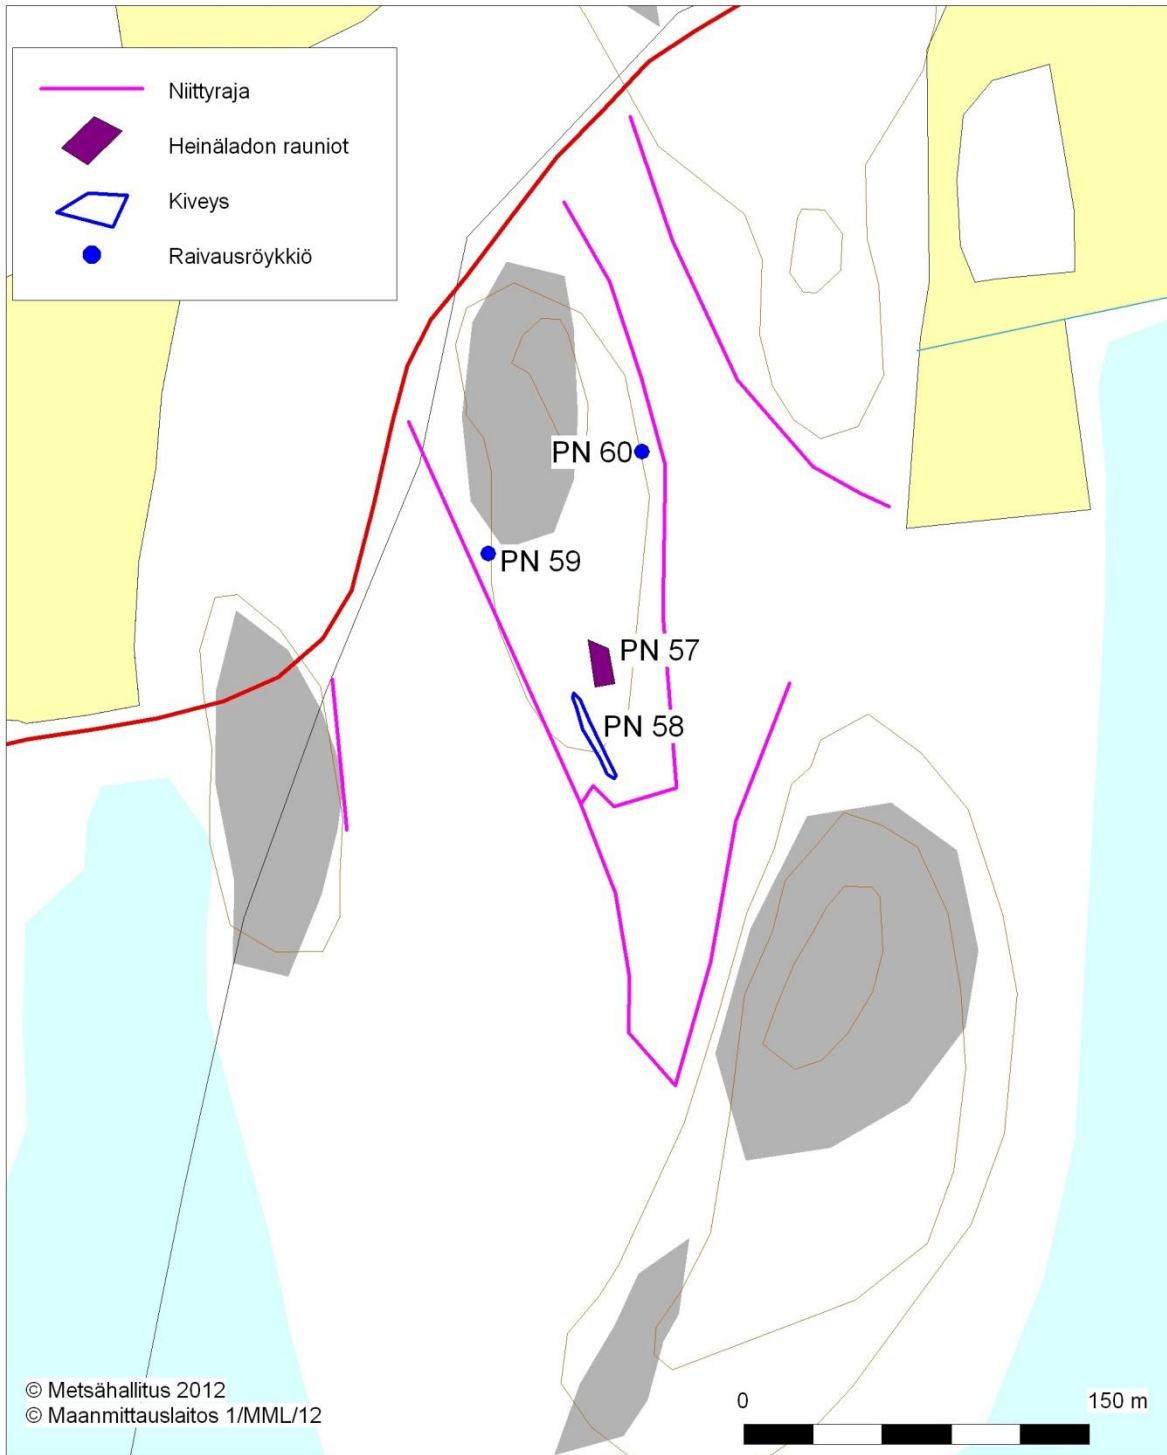 Niittyraja
Heinäladon rauniot
Kiveys
Raivausröykkiö
PN 60
PN 59
PN 57
PN 58
© Metsähallitus 2012
© Maanmittauslaitos 1/MML/12
0 150 m